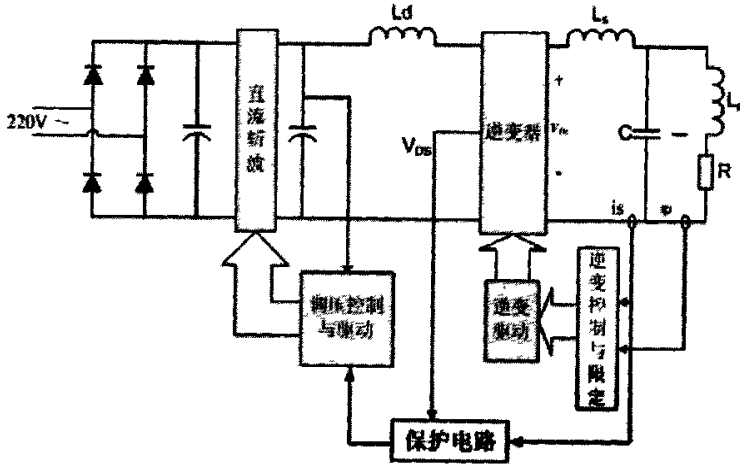 Ld
Ls
220V ~
直流斩波
逆变器
V_DS
+
C
R
is
调压控制
与驱动
逆变
驱动
逆变控制与限定
保护电路